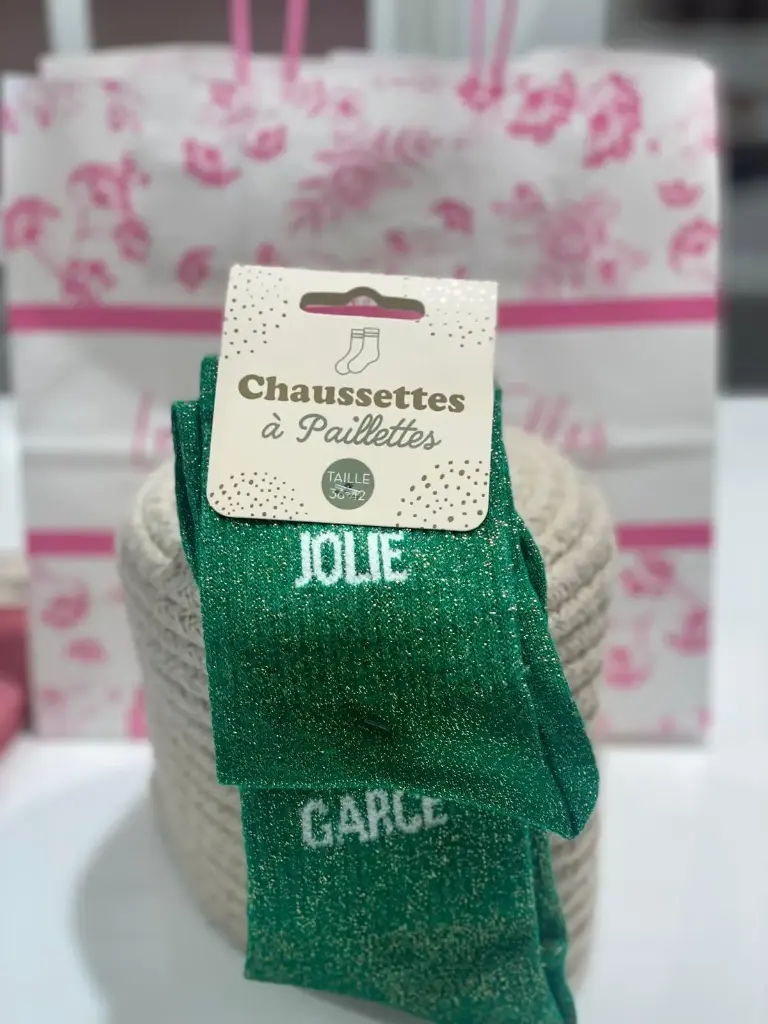 Chaussettes
à Paillettes
TAILLE
36-42
JOLIE
GARCE